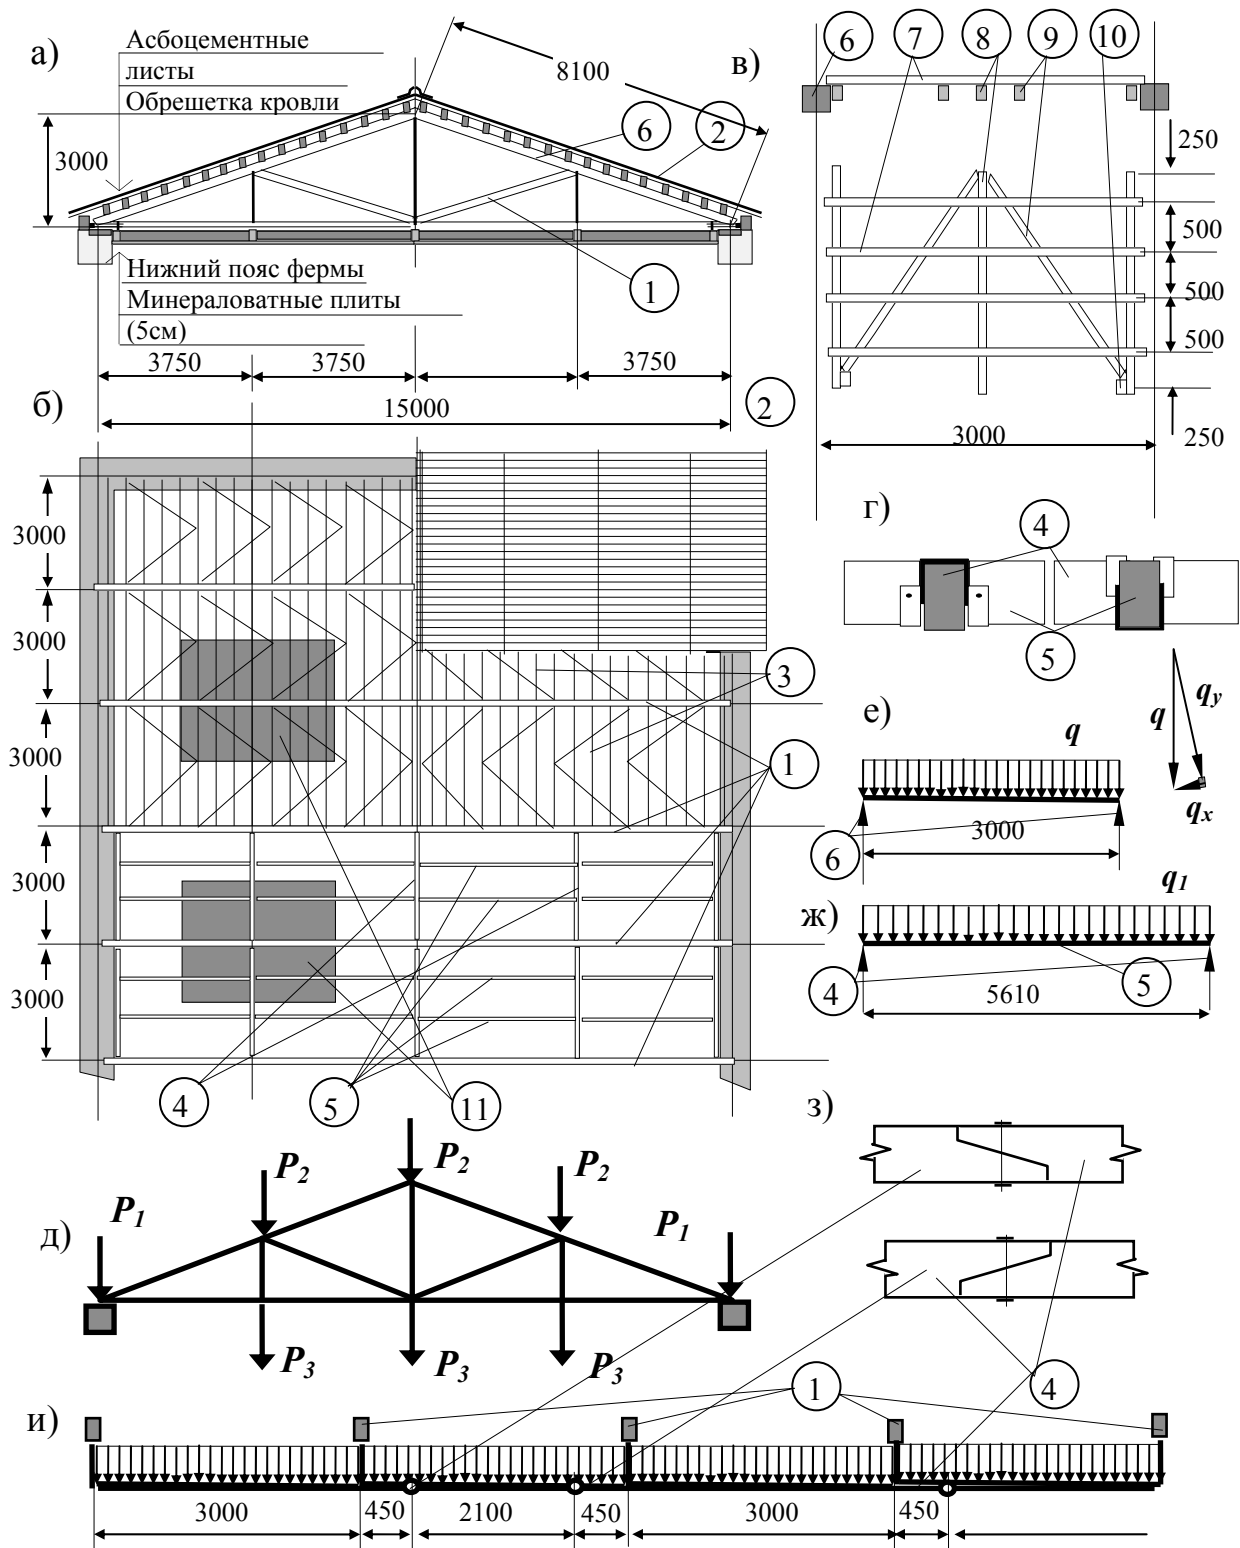 а)
Асбоцементные
листы
Обрешетка кровли
3000
8100
6
2
Нижний пояс фермы
Минераловатные плиты
(5см)
1
3750
3750
3750
15000
2
в)
6
7
8
9
10
250
500
500
500
250
3000
б)
3000
3000
3000
3000
3000
3
1
4
5
11
г)
4
5
е)
q
q
qy
qx
3000
6
ж)
q1
4
5
5610
з)
4
д)
P1
P2
P2
P2
P1
P3
P3
P3
и)
1
3000
450
2100
450
3000
450